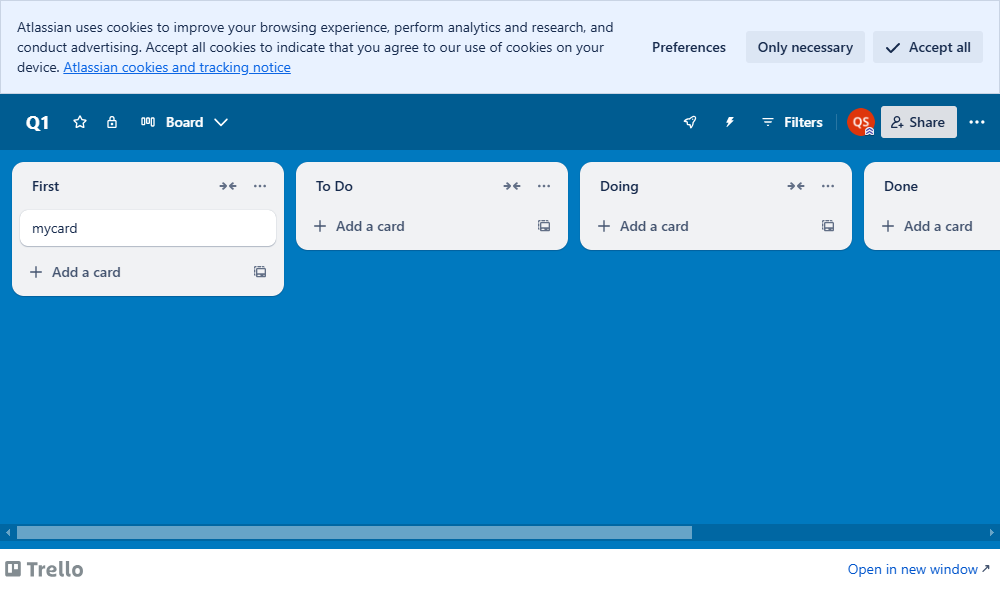 Atlassian uses cookies to improve your browsing experience, perform analytics and research, and
conduct advertising. Accept all cookies to indicate that you agree to our use of cookies on your
device. Atlassian cookies and tracking notice
Preferences
Only necessary
Accept all
Q1
Board
Filters
QS
Share
First
mycard
Add a card
To Do
Add a card
Doing
Add a card
Done
Add a card
Trello
Open in new window